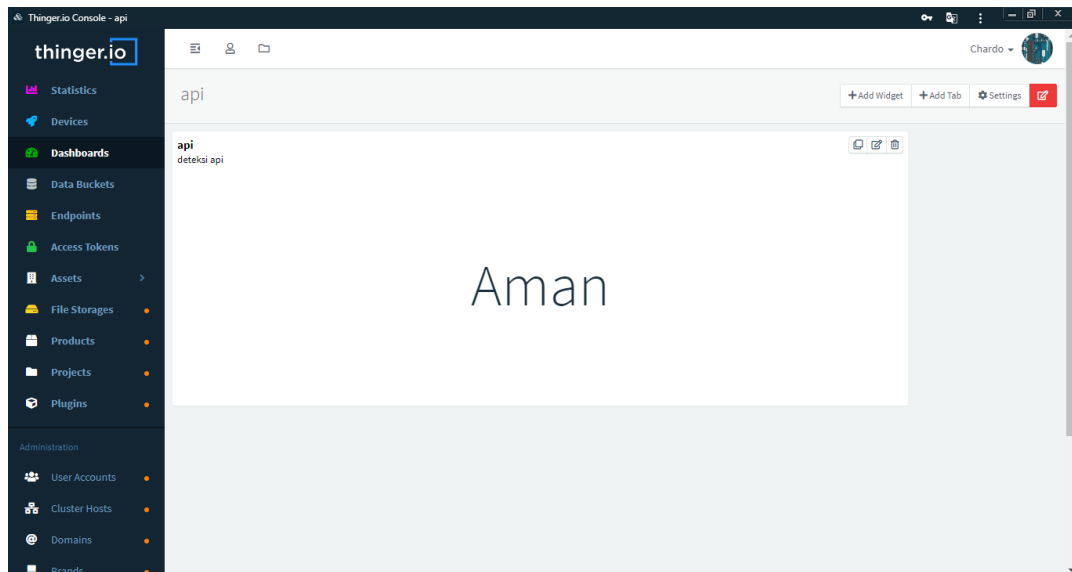 Thinger.io Console - api
thinger.io
Chardo
Statistics
Devices
Dashboards
Data Buckets
Endpoints
Access Tokens
Assets
File Storages
Products
Projects
Plugins
Administration
User Accounts
Cluster Hosts
Domains
Brands
api
Add Widget
Add Tab
Settings
api
deteksi api
Aman